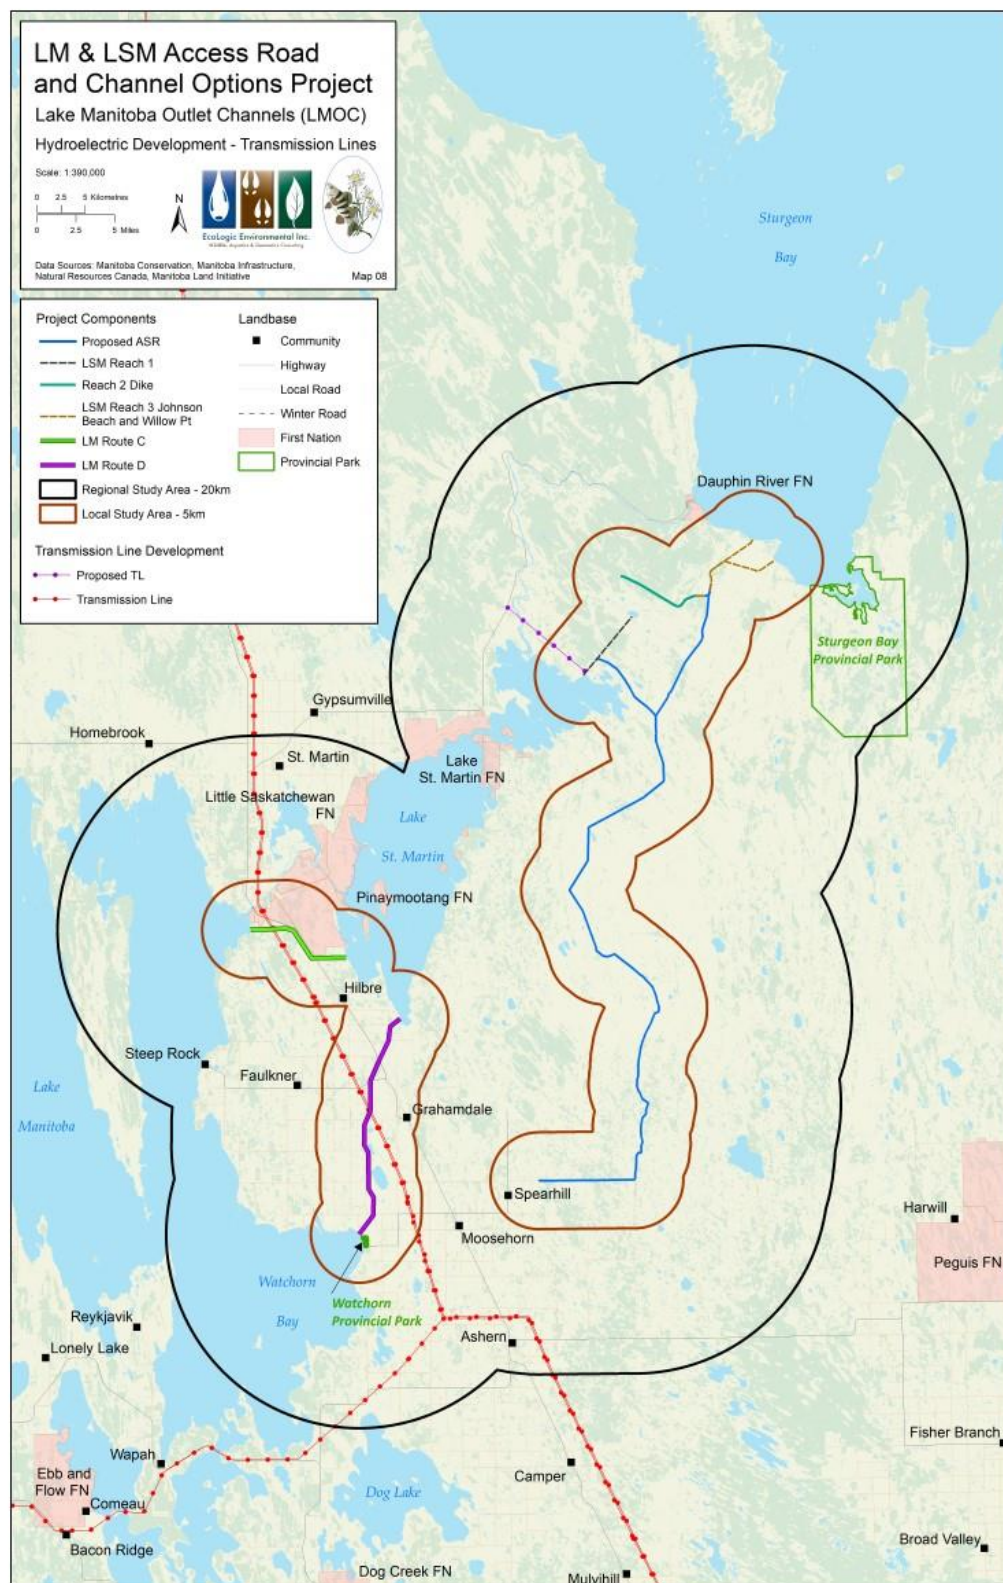 LM & LSM Access Road
and Channel Options Project
Lake Manitoba Outlet Channels (LMOC)
Hydroelectric Development - Transmission Lines
Scale: 1:390,000
0 2.5 5 Kilometres
0 2.5 5 Miles
N
EcoLogic Environmental Inc.
Data Sources: Manitoba Conservation, Manitoba Infrastructure,
Natural Resources Canada, Manitoba Land Initiative
Map 08
Project Components
Proposed ASR
LSM Reach 1
Reach 2 Dike
LSM Reach 3 Johnson
Beach and Willow Pt
LM Route C
LM Route D
Regional Study Area - 20km
Local Study Area - 5km
Landbase
Community
Highway
Local Road
Winter Road
First Nation
Provincial Park
Transmission Line Development
Proposed TL
Transmission Line
Sturgeon
Bay
Dauphin River FN
Sturgeon Bay
Provincial Park
Gypsumville
Homebrook
St. Martin
Lake
St. Martin FN
Little Saskatchewan
FN
Lake
St. Martin
Pinaymootang FN
Hilbre
Steep Rock
Faulkner
Lake
Manitoba
Grahamdale
Spearhill
Harwill
Moosehorn
Peguis FN
Watchorn
Bay
Watchorn
Provincial Park
Reykjavik
Ashern
Lonely Lake
Fisher Branch
Wapah
Camper
Ebb and
Flow FN
Dog Lake
Comeau
Bacon Ridge
Broad Valley
Dog Creek FN
Mulvihill